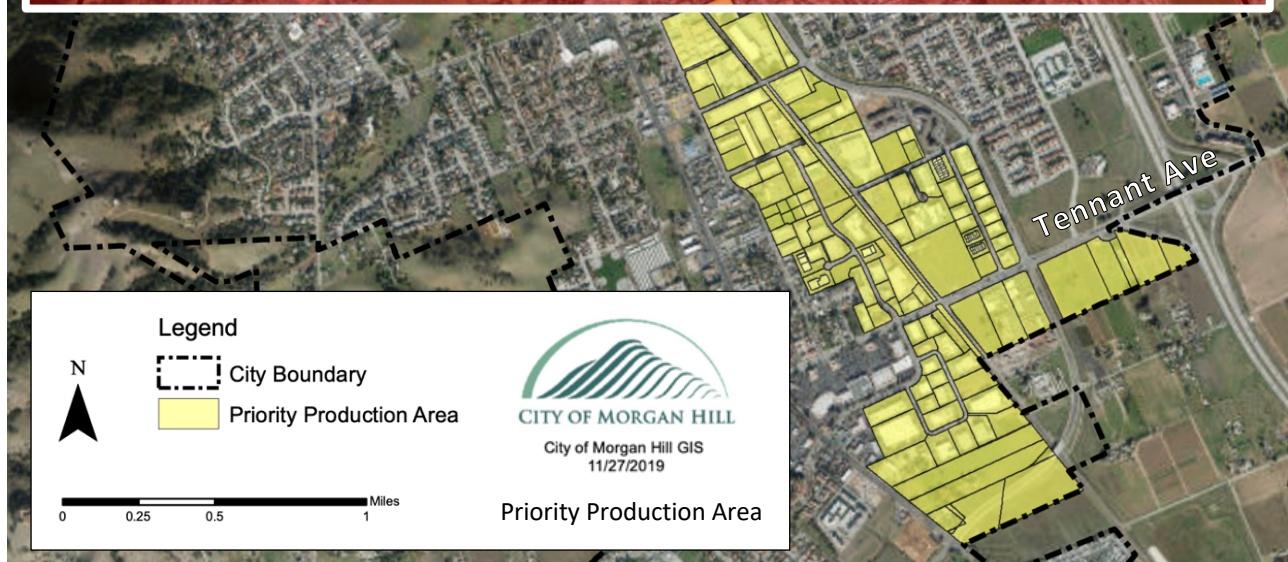 Tennant Ave
Legend
N
City Boundary
Priority Production Area
CITY OF MORGAN HILL
City of Morgan Hill GIS
11/27/2019
Miles
0 0.25 0.5 1
Priority Production Area